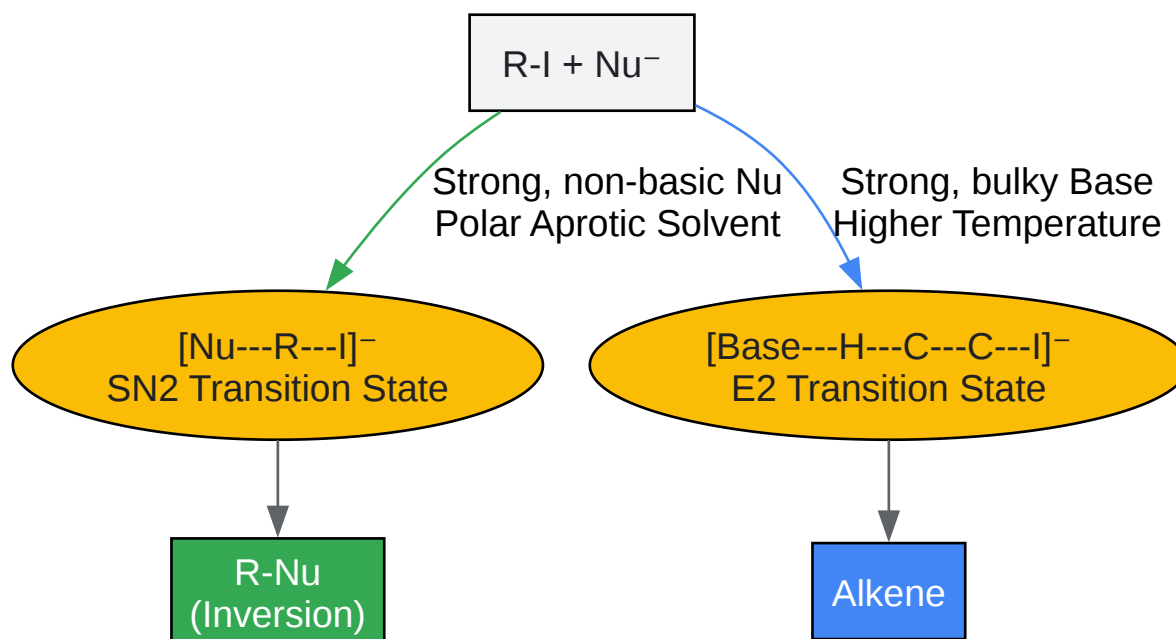 R-I + Nu⁻
Strong, non-basic Nu
Polar Aprotic Solvent
Strong, bulky Base
Higher Temperature
[Nu---R---I]⁻
SN2 Transition State
[Base---H---C---C---I]⁻
E2 Transition State
R-Nu
(Inversion)
Alkene